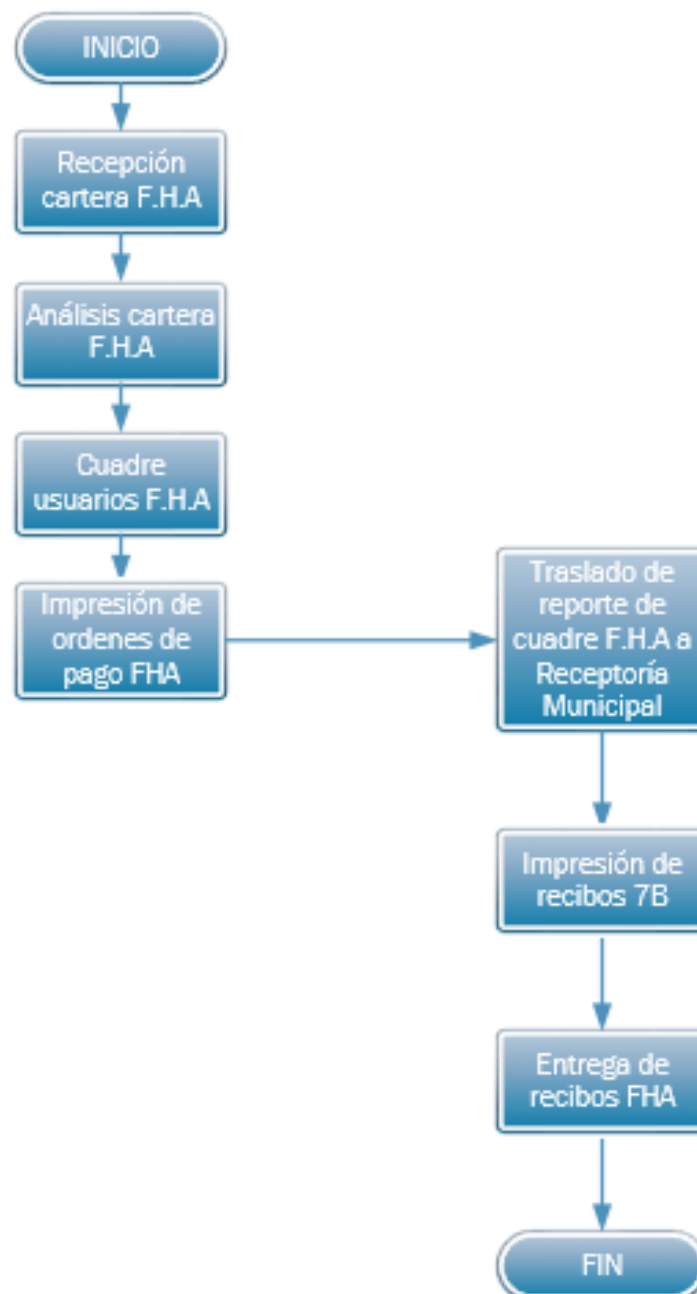 INICIO
Recepción
cartera F.H.A
Análisis cartera
F.H.A
Cuadre
usuarios F.H.A
Impresión de
ordenes de
pago FHA
Traslado de
reporte de
cuadre F.H.A a
Receptoría
Municipal
Impresión de
recibos 7B
Entrega de
recibos FHA
FIN